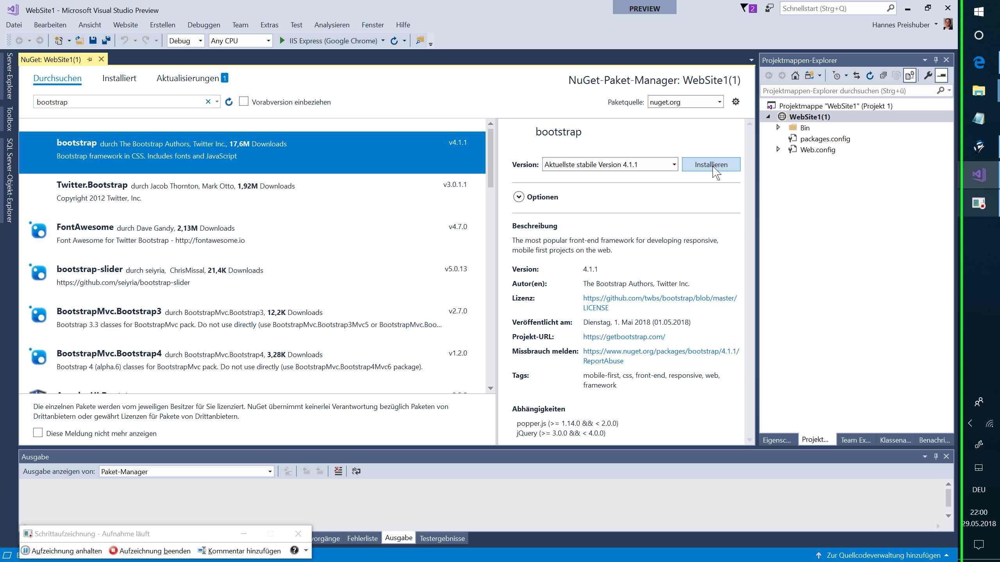 WebSite1 - Microsoft Visual Studio Preview
PREVIEW
2
Schnellstart (Strg+Q)
Datei Bearbeiten Ansicht Website Erstellen Debuggen Team Extras Test Analysieren Fenster Hilfe
Hannes Preishuber
Debug
Any CPU
IIS Express (Google Chrome)
Server-Explorer
Toolbox
SQL Server-Objekt-Explorer
NuGet: WebSite1(1)
Durchsuchen Installiert Aktualisierungen 1
NuGet-Paket-Manager: WebSite1(1)
bootstrap
Vorabversion einbeziehen
Paketquelle: nuget.org
bootstrap durch The Bootstrap Authors, Twitter Inc., 17,6M Downloads v4.1.1
Bootstrap framework in CSS. Includes fonts and JavaScript
Twitter.Bootstrap durch Jacob Thornton, Mark Otto, 1,92M Downloads v3.0.1.1
Copyright 2012 Twitter, Inc.
FontAwesome durch Dave Gandy, 2,13M Downloads v4.7.0
Font Awesome for Twitter Bootstrap - http://fontawesome.io
bootstrap-slider durch seiyria, ChrisMissal, 21,4K Downloads v5.0.13
https://github.com/seiyria/bootstrap-slider
BootstrapMvc.Bootstrap3 durch BootstrapMvc.Bootstrap3, 12,2K Downloads v2.7.0
Bootstrap 3.3 classes for BootstrapMvc pack. Do not use directly (use BootstrapMvc.Bootstrap3Mvc5 or BootstrapMvc.Boo...
BootstrapMvc.Bootstrap4 durch BootstrapMvc.Bootstrap4, 3,28K Downloads v1.2.0
Bootstrap 4 (alpha.6) classes for BootstrapMvc pack. Do not use directly (use BootstrapMvc.Bootstrap4Mvc6 package).
Die einzelnen Pakete werden vom jeweiligen Besitzer für Sie lizenziert. NuGet übernimmt keinerlei Verantwortung bezüglich Paketen von
Drittanbietern oder gewährt Lizenzen für Pakete von Drittanbietern.
Diese Meldung nicht mehr anzeigen
bootstrap
Version: Aktuellste stabile Version 4.1.1 Installieren
Optionen
Beschreibung
The most popular front-end framework for developing responsive,
mobile first projects on the web.
Version: 4.1.1
Autor(en): The Bootstrap Authors, Twitter Inc.
Lizenz: https://github.com/twbs/bootstrap/blob/master/
LICENSE
Veröffentlicht am: Dienstag, 1. Mai 2018 (01.05.2018)
Projekt-URL: https://getbootstrap.com/
Missbrauch melden: https://www.nuget.org/packages/bootstrap/4.1.1/
ReportAbuse
Tags: mobile-first, css, front-end, responsive, web,
framework
Abhängigkeiten
popper.js (>= 1.14.0 && < 2.0.0)
jQuery (>= 3.0.0 && < 4.0.0)
Projektmappen-Explorer
Projektmappen-Explorer durchsuchen (Strg+ü)
Projektmappe "WebSite1" (Projekt 1)
WebSite1(1)
Bin
packages.config
Web.config
Eigensc... Projekt... Team Ex... Klassena... Benachri...
Ausgabe
Ausgabe anzeigen von: Paket-Manager
Schrittaufzeichnung - Aufnahme läuft
Aufzeichnung anhalten Aufzeichnung beenden Kommentar hinzufügen
vorgänge Fehlerliste Ausgabe Testergebnisse
Zur Quellcodeverwaltung hinzufügen
DEU
22:00
29.05.2018